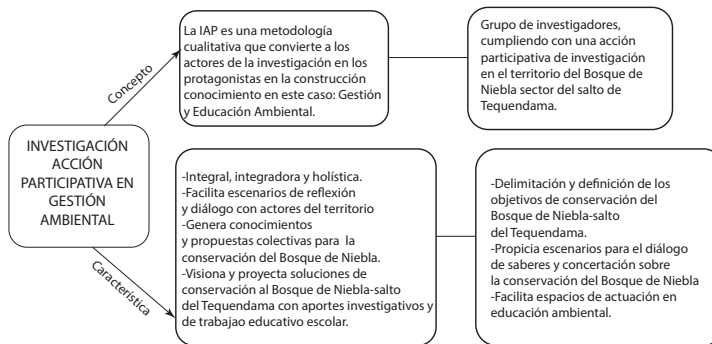 INVESTIGACIÓN
ACCIÓN
PARTICIPATIVA EN
GESTIÓN
AMBIENTAL
Concepto
La IAP es una metodología
cualitativa que convierte a los
actores de la investigación en los
protagonistas en la construcción
conocimiento en este caso: Gestión
y Educación Ambiental.
Grupo de investigadores,
cumpliendo con una acción
participativa de investigación
en el territorio del Bosque de
Niebla sector del salto de
Tequendama.
Característica
-Integral, integradora y holística.
-Facilita escenarios de reflexión
y diálogo con actores del territorio
-Genera conocimientos
y propuestas colectivas para la
conservación del Bosque de Niebla.
-Visiona y proyecta soluciones de
conservación al Bosque de Niebla-salto
del Tequendama con aportes investigativos y
de trabajao educativo escolar.
-Delimitación y definición de los
objetivos de conservación del
Bosque de Niebla-salto
del Tequendama.
-Propicia escenarios para el diálogo
de saberes y concertación sobre
la conservación del Bosque de Niebla
-Facilita espacios de actuación en
educación ambiental.